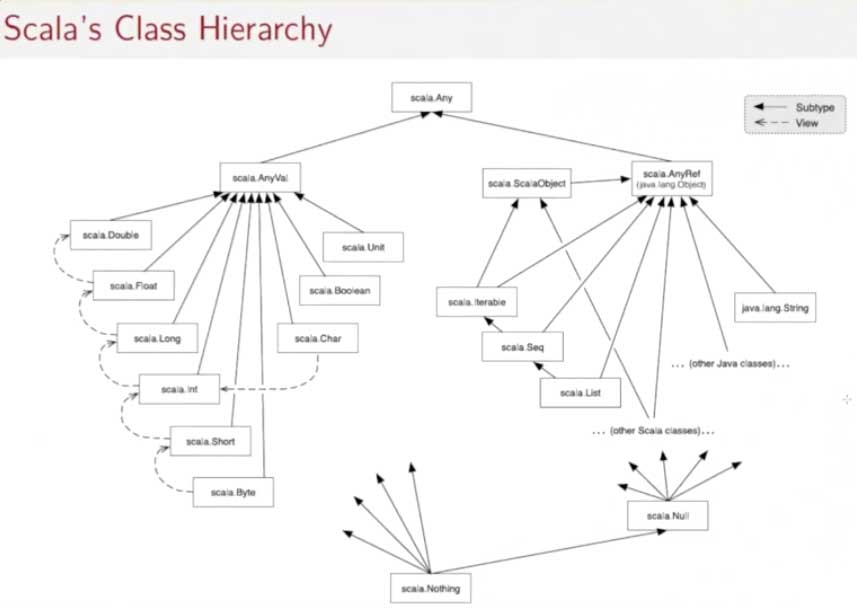 Scala's Class Hierarchy
scala.Any
Subtype
View
scala.AnyVal
scala.ScalaObject
scala.AnyRef
(java.lang.Object)
scala.Double
scala.Unit
scala.Float
scala.Boolean
scala.Iterable
java.lang.String
scala.Long
scala.Char
scala.Seq
... (other Java classes)...
scala.Int
scala.List
... (other Scala classes)...
scala.Short
scala.Byte
scala.Null
scala.Nothing